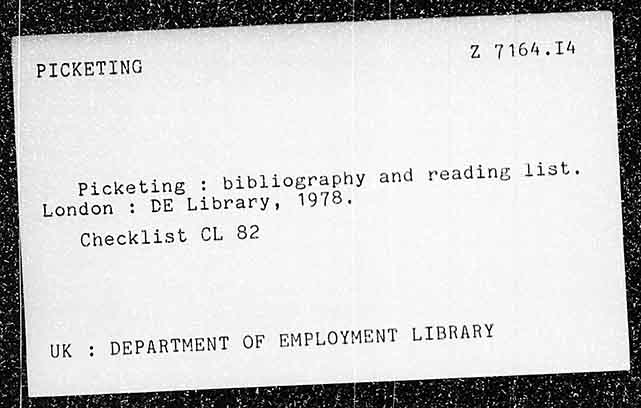 PICKETING
Z 7164.I4
Picketing : bibliography and reading list.
London : DE Library, 1978.
Checklist CL 82
UK : DEPARTMENT OF EMPLOYMENT LIBRARY